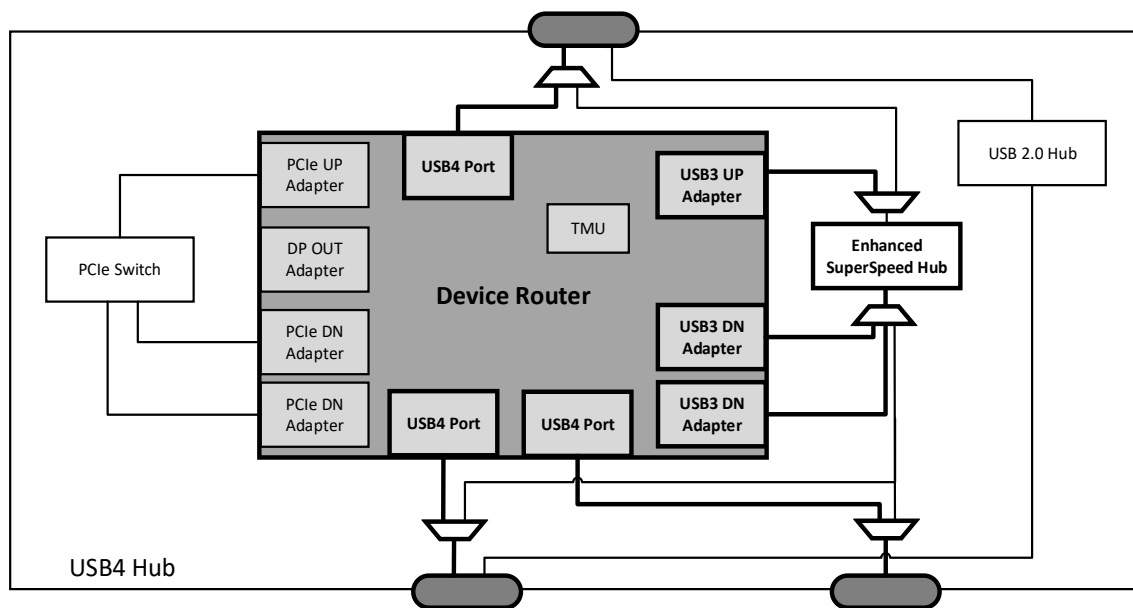 USB4 Port
PCIe UP
Adapter
USB3 UP
Adapter
USB 2.0 Hub
TMU
DP OUT
Adapter
PCIe Switch
Enhanced
SuperSpeed Hub
Device Router
PCIe DN
Adapter
USB3 DN
Adapter
PCIe DN
Adapter
USB4 Port
USB4 Port
USB3 DN
Adapter
USB4 Hub